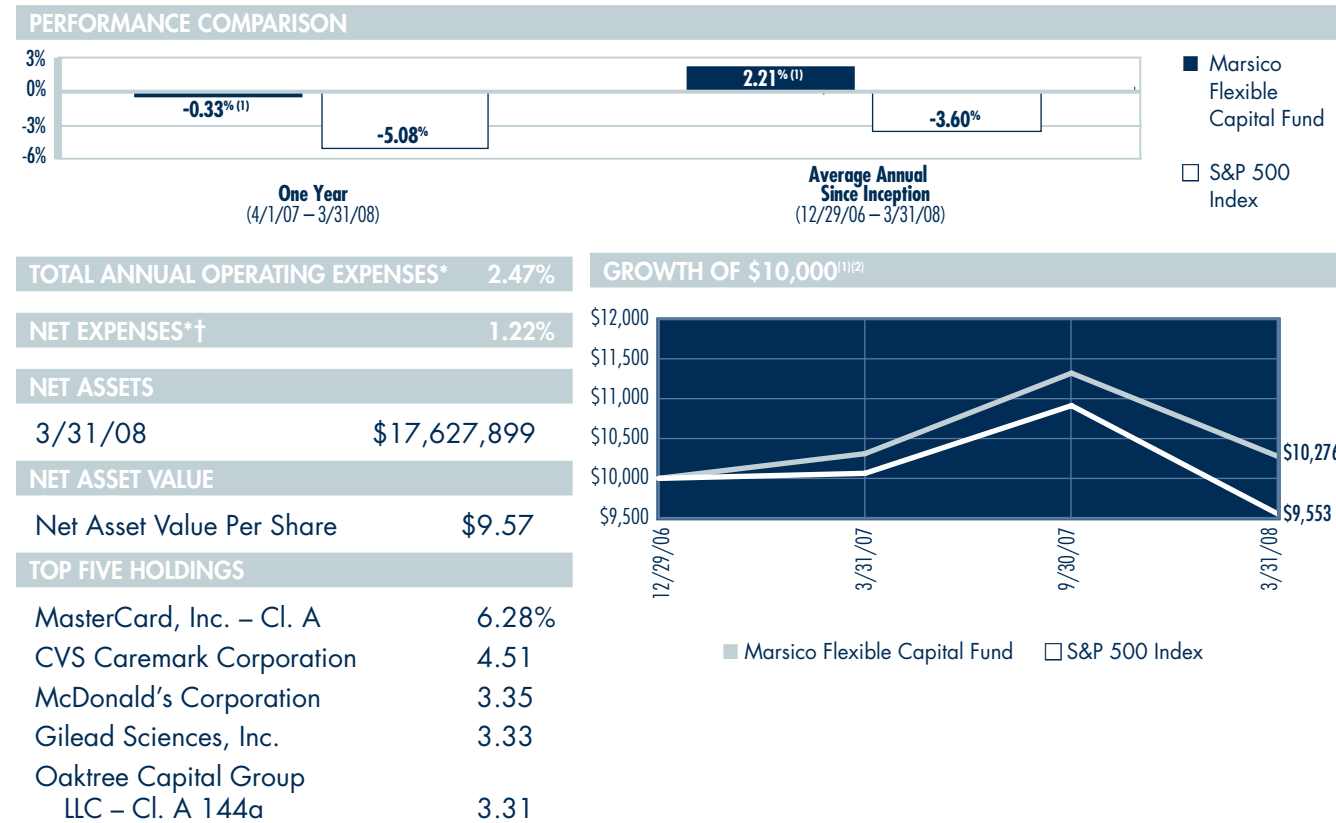 PERFORMANCE COMPARISON
3%
0%
-3%
-6%
-0.33% (1)
-5.08%
2.21% (1)
-3.60%
One Year
(4/1/07 – 3/31/08)
Average Annual
Since Inception
(12/29/06 – 3/31/08)
Marsico
Flexible
Capital Fund
S&P 500
Index
TOTAL ANNUAL OPERATING EXPENSES* 2.47%
NET EXPENSES*† 1.22%
NET ASSETS
3/31/08 $17,627,899
NET ASSET VALUE
Net Asset Value Per Share $9.57
TOP FIVE HOLDINGS
MasterCard, Inc. – Cl. A 6.28%
CVS Caremark Corporation 4.51
McDonald's Corporation 3.35
Gilead Sciences, Inc. 3.33
Oaktree Capital Group
LLC – Cl. A 144a 3.31
GROWTH OF $10,000(1)(2)
$12,000
$11,500
$11,000
$10,500
$10,000
$9,500
$10,276
$9,553
12/29/06
3/31/07
9/30/07
3/31/08
Marsico Flexible Capital Fund
S&P 500 Index